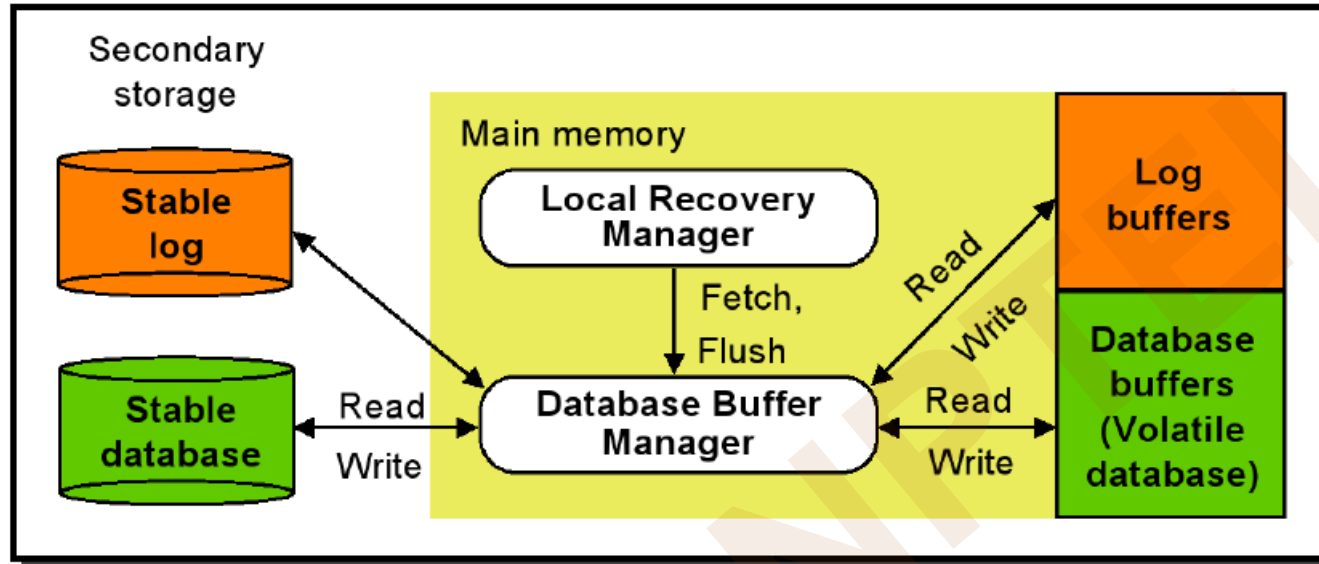 Secondary
storage
Main memory
Stable
log
Local Recovery
Manager
Log
buffers
Fetch,
Flush
Read
Write
Stable
database
Read
Write
Database Buffer
Manager
Read
Write
Database
buffers
(Volatile
database)
NPTEL